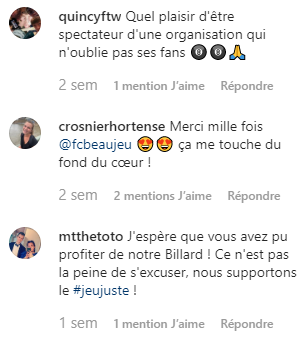 quincyftw Quel plaisir d'être
spectateur d'une organisation qui
n'oublie pas ses fans 🎱🎱🙏
2 sem 1 mention J’aime Répondre
crosnierhortense Merci mille fois
@fcbeaujeu 😍😍 ça me touche du
fond du cœur !
2 sem 2 mentions J’aime Répondre
mtthetoto J'espère que vous avez pu
profiter de notre Billard ! Ce n'est pas
la peine de s'excuser, nous supportons
le #jeujuste !
1 sem 1 mention J’aime Répondre